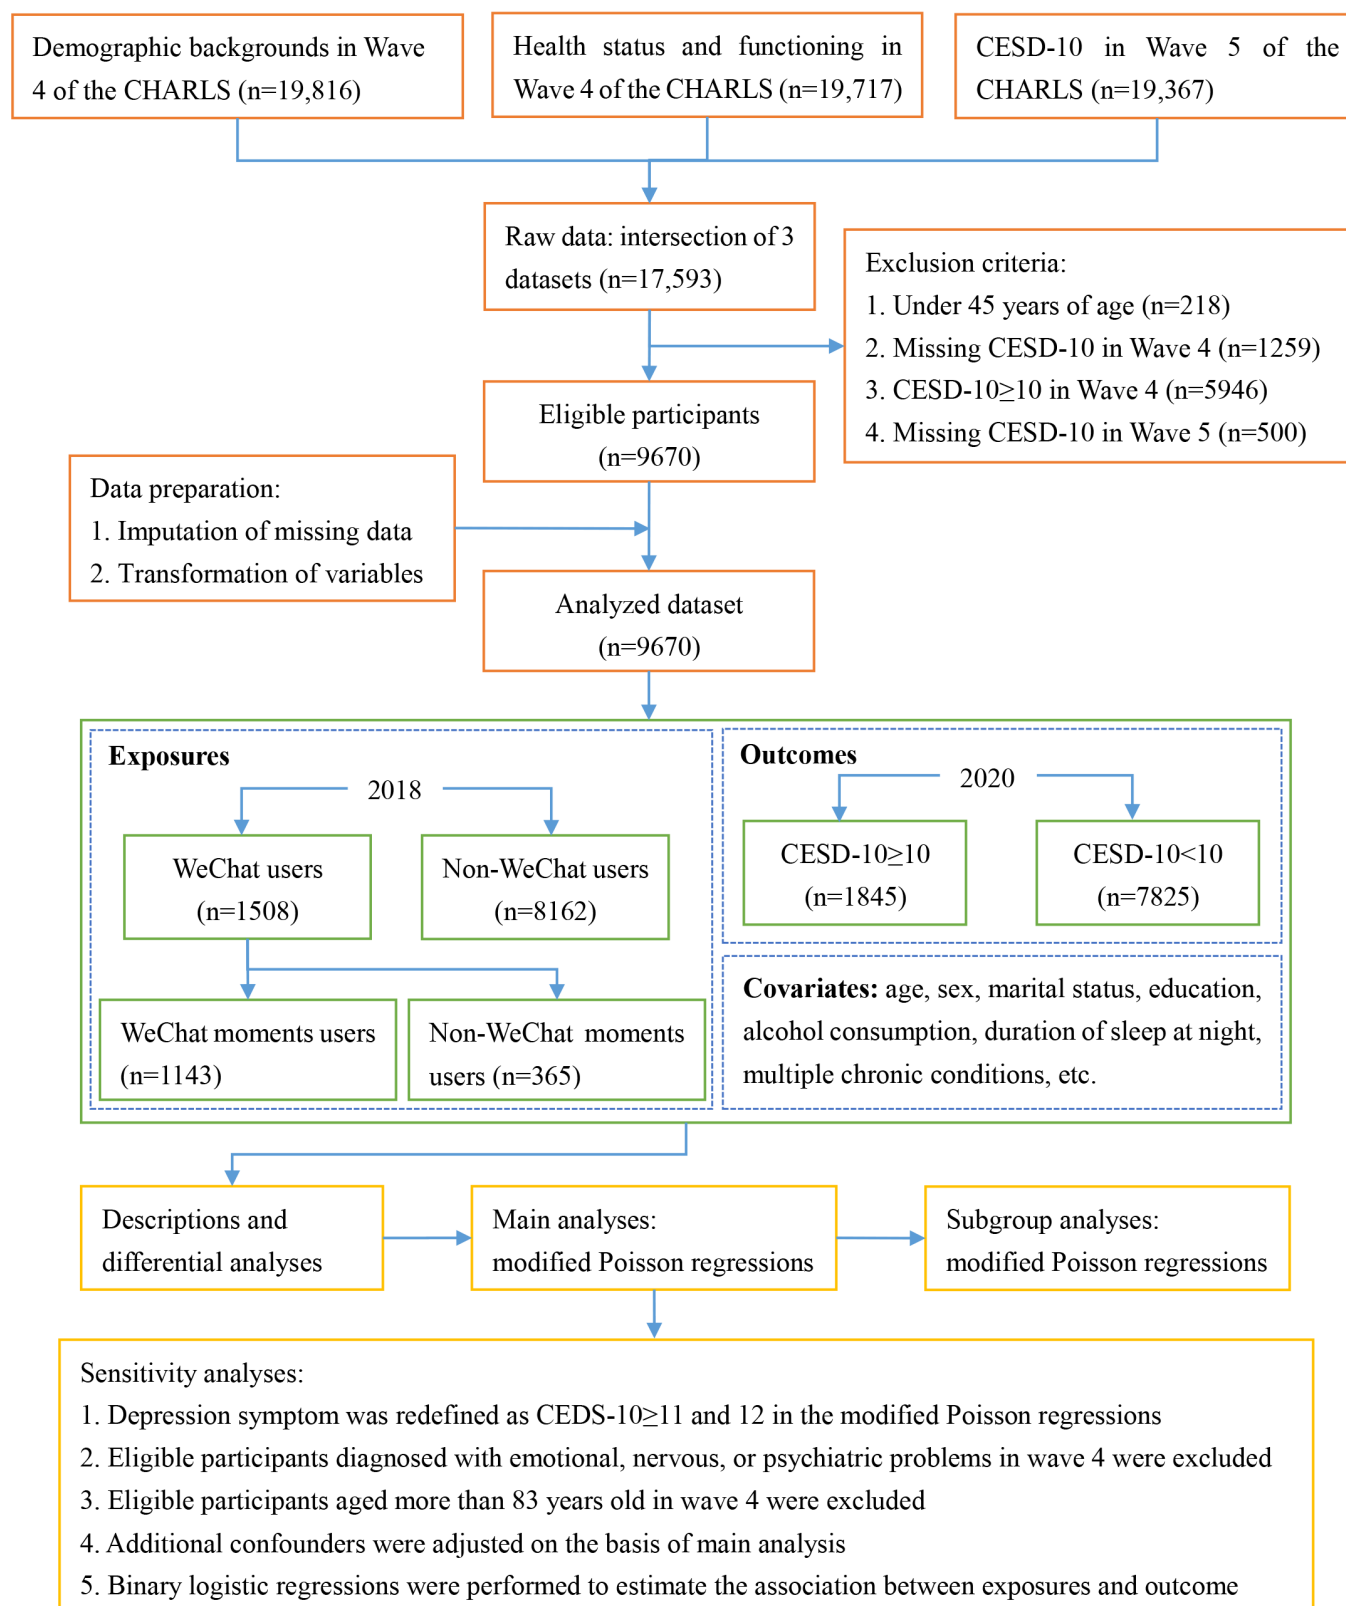 Demographic backgrounds in Wave
4 of the CHARLS (n=19,816)
Health status and functioning in
Wave 4 of the CHARLS (n=19,717)
CESD-10 in Wave 5 of the
CHARLS (n=19,367)
Raw data: intersection of 3
datasets (n=17,593)
Exclusion criteria:
1. Under 45 years of age (n=218)
2. Missing CESD-10 in Wave 4 (n=1259)
3. CESD-10≥10 in Wave 4 (n=5946)
4. Missing CESD-10 in Wave 5 (n=500)
Eligible participants
(n=9670)
Data preparation:
1. Imputation of missing data
2. Transformation of variables
Analyzed dataset
(n=9670)
Exposures
2018
WeChat users
(n=1508)
Non-WeChat users
(n=8162)
WeChat moments users
(n=1143)
Non-WeChat moments
users (n=365)
Outcomes
2020
CESD-10≥10
(n=1845)
CESD-10<10
(n=7825)
Covariates: age, sex, marital status, education,
alcohol consumption, duration of sleep at night,
multiple chronic conditions, etc.
Descriptions and
differential analyses
Main analyses:
modified Poisson regressions
Subgroup analyses:
modified Poisson regressions
Sensitivity analyses:
1. Depression symptom was redefined as CEDS-10≥11 and 12 in the modified Poisson regressions
2. Eligible participants diagnosed with emotional, nervous, or psychiatric problems in wave 4 were excluded
3. Eligible participants aged more than 83 years old in wave 4 were excluded
4. Additional confounders were adjusted on the basis of main analysis
5. Binary logistic regressions were performed to estimate the association between exposures and outcome